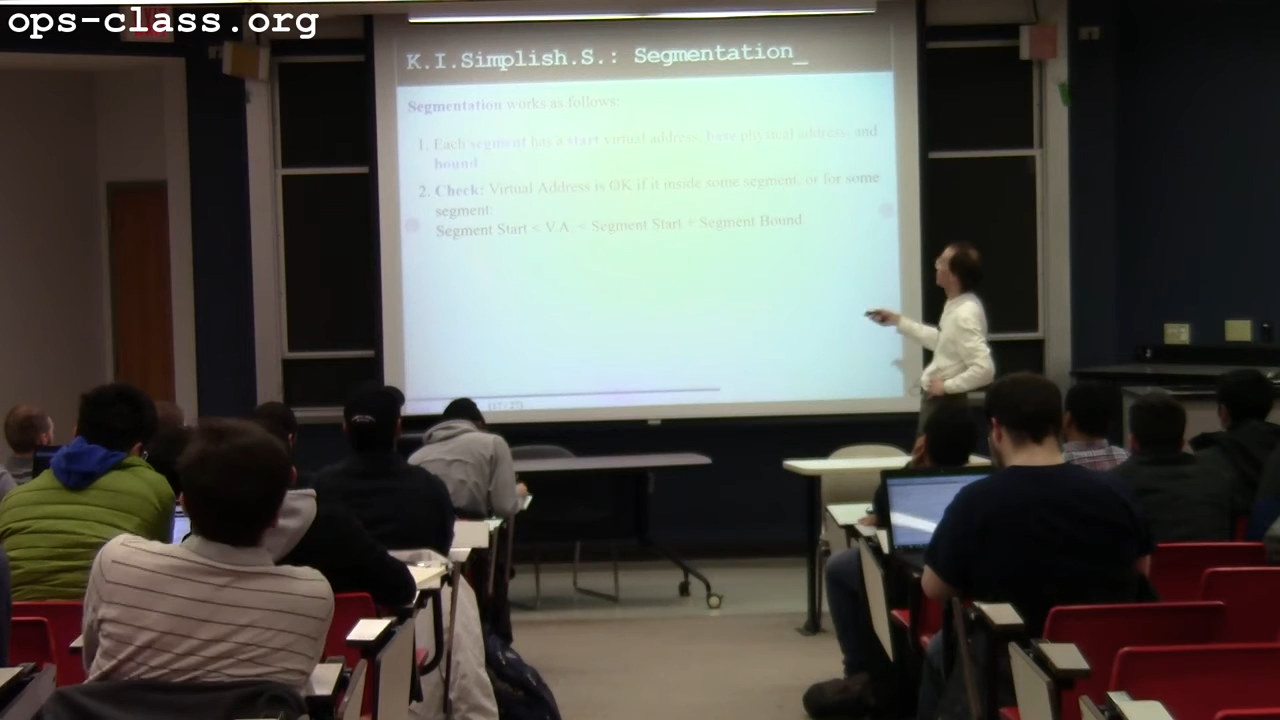 ops-class.org
K.I.Simplish.S.: Segmentation_
Segmentation works as follows:
1. Each segment has a start virtual address, base physical address, and
bound.
2. Check: Virtual Address is OK if it inside some segment, or for some
segment:
Segment Start < V.A. < Segment Start + Segment Bound